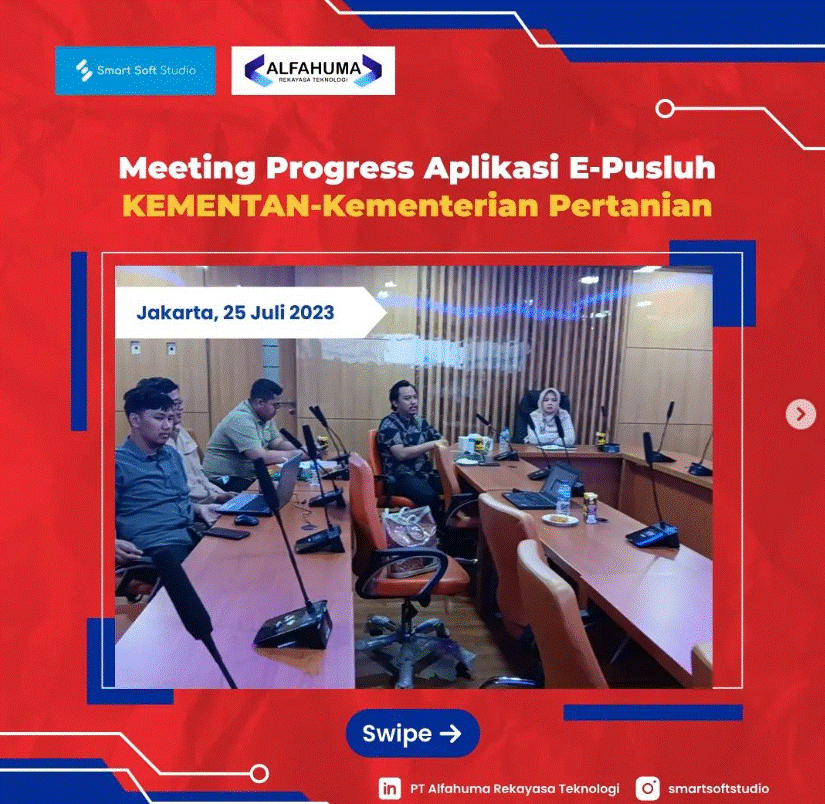 Smart Soft Studio
ALFAHUMA
REKAYASA TEKNOLOGI
Meeting Progress Aplikasi E-Pusluh
KEMENTAN-Kementerian Pertanian
Jakarta, 25 Juli 2023
Swipe
in PT Alfahuma Rekayasa Teknologi smartsoftstudio